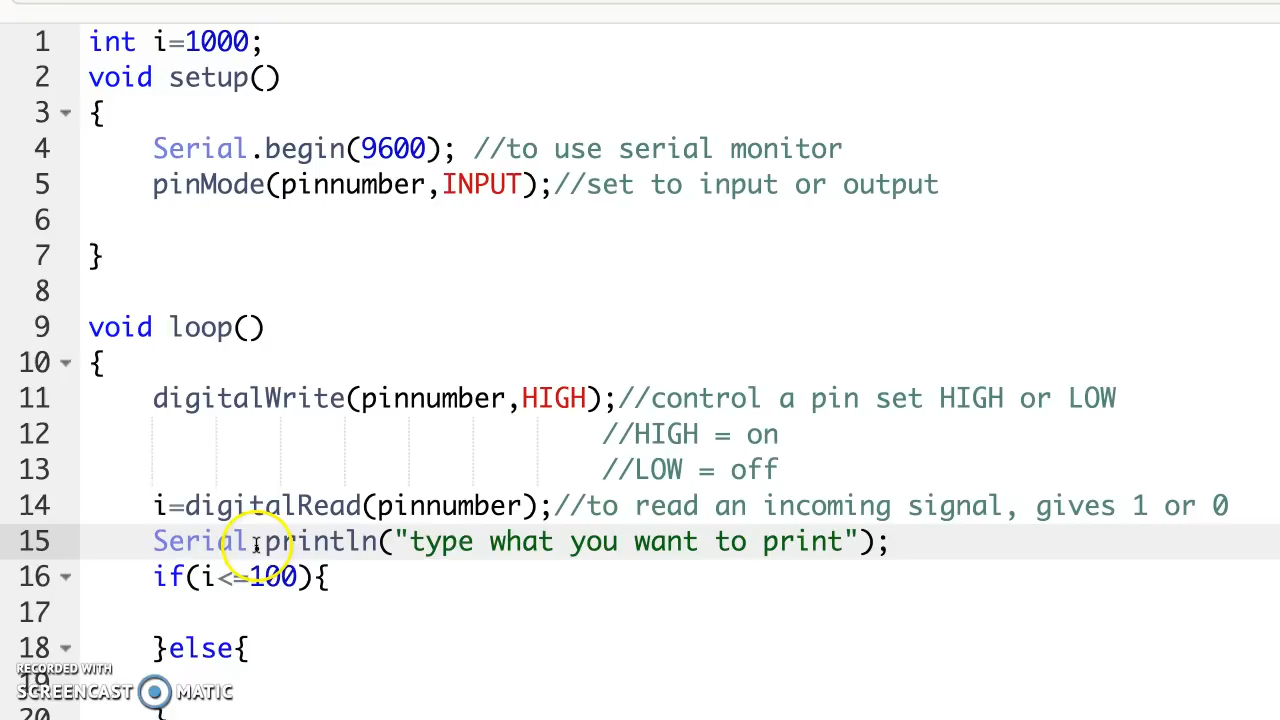 1 int i=1000;
2 void setup()
3 {
4 Serial.begin(9600); //to use serial monitor
5 pinMode(pinnumber,INPUT);//set to input or output
6
7 }
8
9 void loop()
10 {
11 digitalWrite(pinnumber,HIGH);//control a pin set HIGH or LOW
12 //HIGH = on
13 //LOW = off
14 i=digitalRead(pinnumber);//to read an incoming signal, gives 1 or 0
15 Serial.println("type what you want to print");
16 if(i<=100){
17
18 }else{
RECORDED WITH
19
SCREENCAST MATIC
20 }